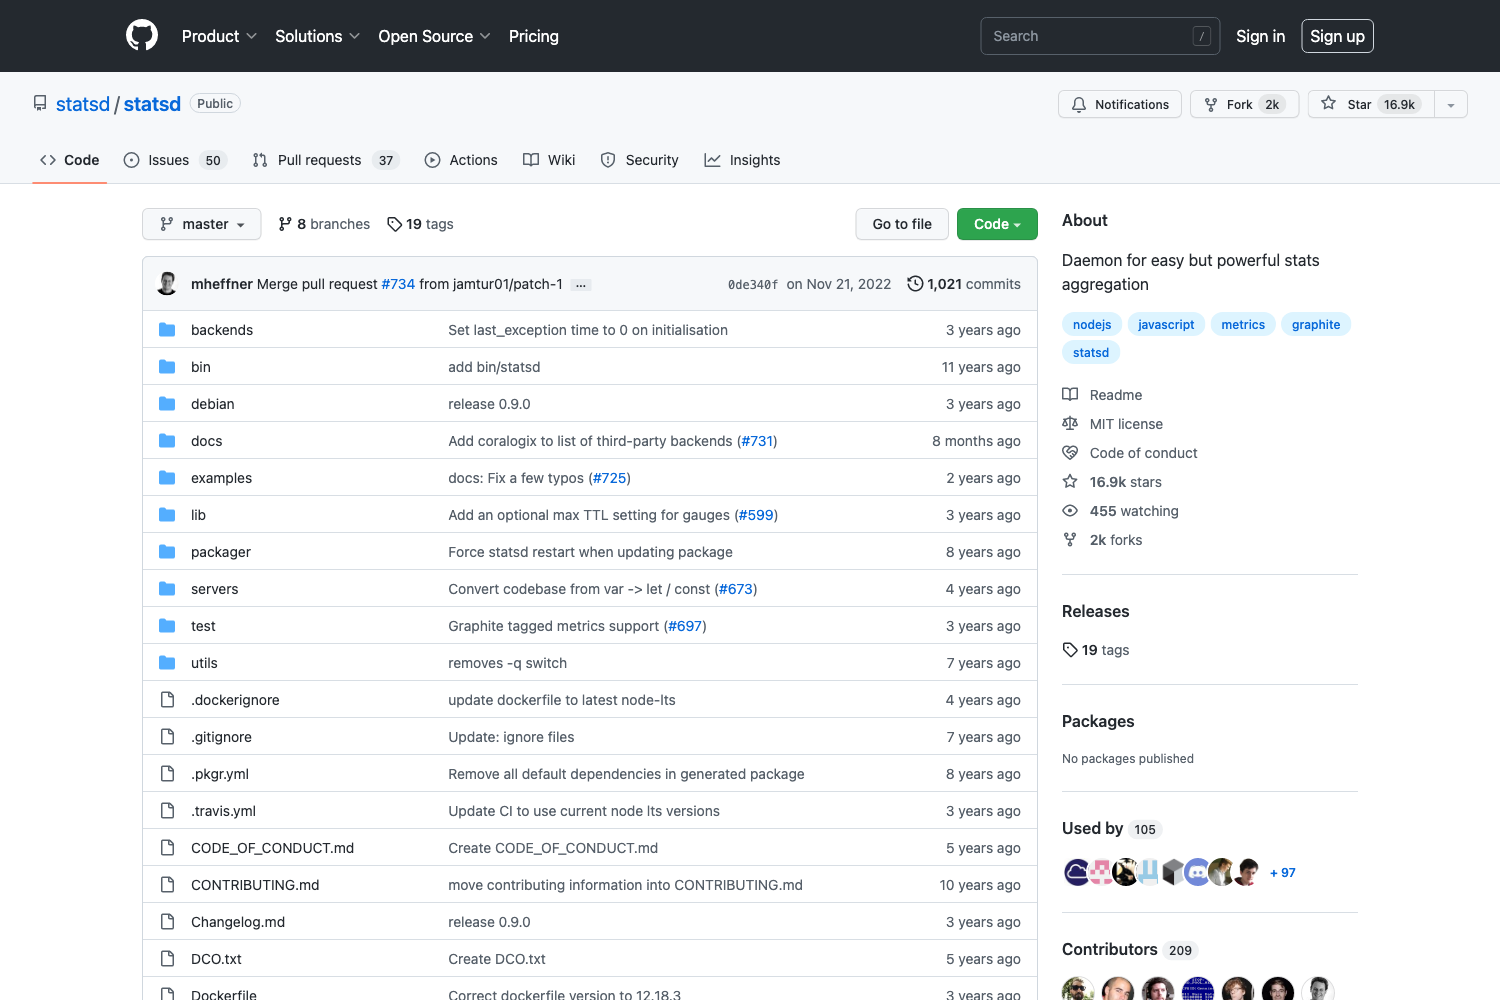 Product Solutions Open Source Pricing Search / Sign in Sign up
statsd / statsd Public Notifications Fork 2k Star 16.9k
Code Issues 50 Pull requests 37 Actions Wiki Security Insights
master 8 branches 19 tags Go to file Code
mheffner Merge pull request #734 from jamtur01/patch-1 ... 0de340f on Nov 21, 2022 1,021 commits
backends Set last_exception time to 0 on initialisation 3 years ago
bin add bin/statsd 11 years ago
debian release 0.9.0 3 years ago
docs Add coralogix to list of third-party backends (#731) 8 months ago
examples docs: Fix a few typos (#725) 2 years ago
lib Add an optional max TTL setting for gauges (#599) 3 years ago
packager Force statsd restart when updating package 8 years ago
servers Convert codebase from var -> let / const (#673) 4 years ago
test Graphite tagged metrics support (#697) 3 years ago
utils removes -q switch 7 years ago
.dockerignore update dockerfile to latest node-lts 4 years ago
.gitignore Update: ignore files 7 years ago
.pkgr.yml Remove all default dependencies in generated package 8 years ago
.travis.yml Update CI to use current node lts versions 3 years ago
CODE_OF_CONDUCT.md Create CODE_OF_CONDUCT.md 5 years ago
CONTRIBUTING.md move contributing information into CONTRIBUTING.md 10 years ago
Changelog.md release 0.9.0 3 years ago
DCO.txt Create DCO.txt 5 years ago
Dockerfile Correct dockerfile version to 12.18.3 3 years ago
About
Daemon for easy but powerful stats
aggregation
nodejs javascript metrics graphite
statsd
Readme
MIT license
Code of conduct
16.9k stars
455 watching
2k forks
Releases
19 tags
Packages
No packages published
Used by 105
+ 97
Contributors 209